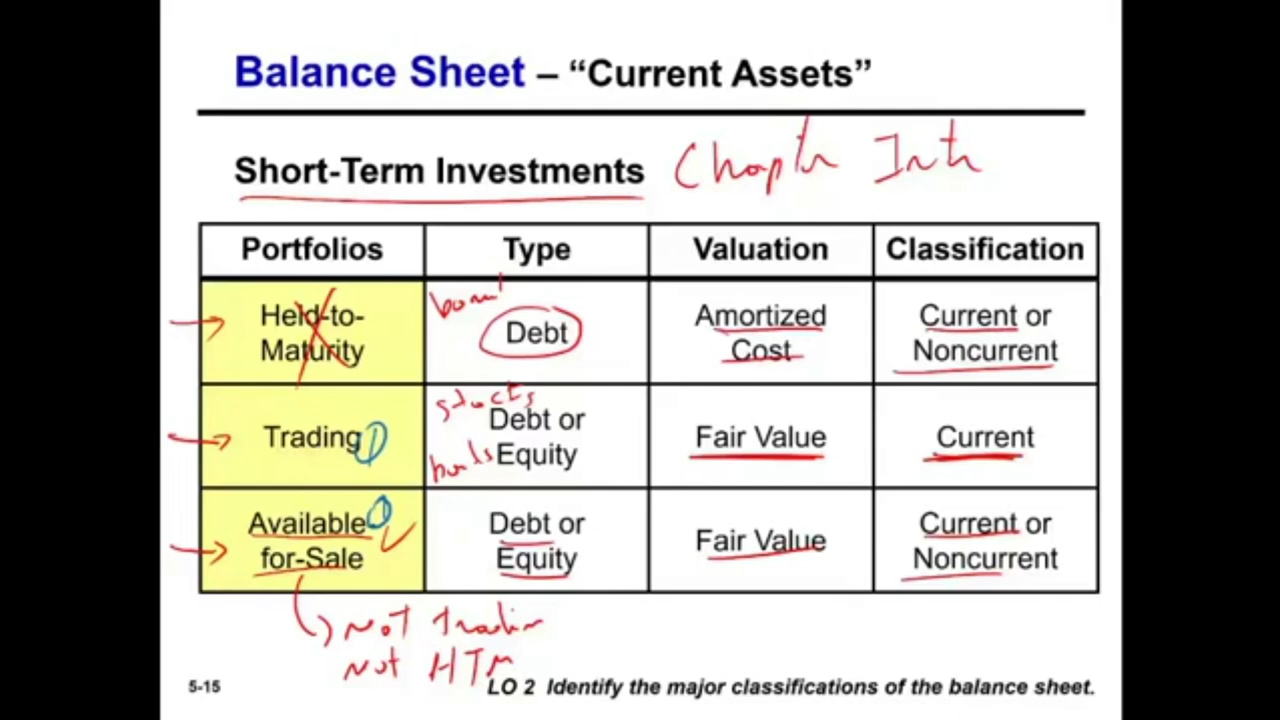 Balance Sheet – “Current Assets”
Short-Term Investments
Portfolios Type Valuation Classification
Held-to-
Maturity
Debt
Amortized
Cost
Current or
Noncurrent
Trading
stocks
bonds
Debt or
Equity
Fair Value
Current
Available
for-Sale
Debt or
Equity
Fair Value
Current or
Noncurrent
Not
Not HTM
5-15
LO 2 Identify the major classifications of the balance sheet.